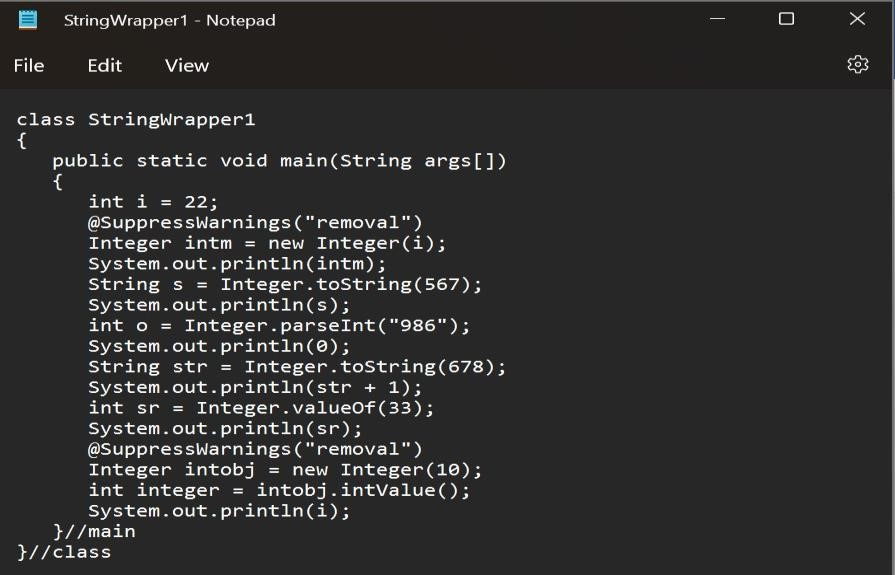 StringWrapper1 - Notepad
File Edit View
class StringWrapper1
{
public static void main(String args[])
{
int i = 22;
@SuppressWarnings("removal")
Integer intm = new Integer(i);
System.out.println(intm);
String s = Integer.toString(567);
System.out.println(s);
int o = Integer.parseInt("986");
System.out.println(0);
String str = Integer.toString(678);
System.out.println(str + 1);
int sr = Integer.valueOf(33);
System.out.println(sr);
@SuppressWarnings("removal")
Integer intobj = new Integer(10);
int integer = intobj.intValue();
System.out.println(i);
}//main
}//class